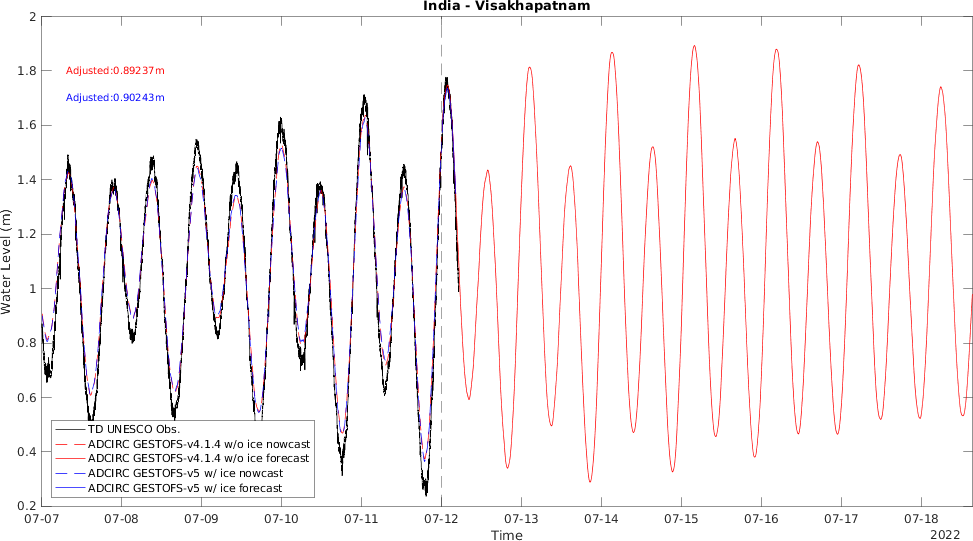 India - Visakhapatnam
2
1.8
1.6
1.4
1.2
1
0.8
0.6
0.4
0.2
Water Level (m)
Adjusted:0.89237m
Adjusted:0.90243m
TD UNESCO Obs.
ADCIRC GESTOFS-v4.1.4 w/o ice nowcast
ADCIRC GESTOFS-v4.1.4 w/o ice forecast
ADCIRC GESTOFS-v5 w/ ice nowcast
ADCIRC GESTOFS-v5 w/ ice forecast
07-07 07-08 07-09 07-10 07-11 07-12 07-13 07-14 07-15 07-16 07-17 07-18
Time
2022